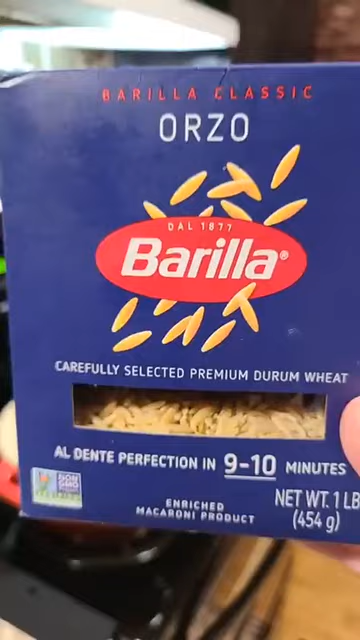 BARILLA CLASSIC
ORZO
DAL 1877
Barilla®
CAREFULLY SELECTED PREMIUM DURUM WHEAT
AL DENTE PERFECTION IN 9-10 MINUTES
NON
GMO
ENRICHED
MACARONI PRODUCT
NET WT. 1 LB
(454 g)